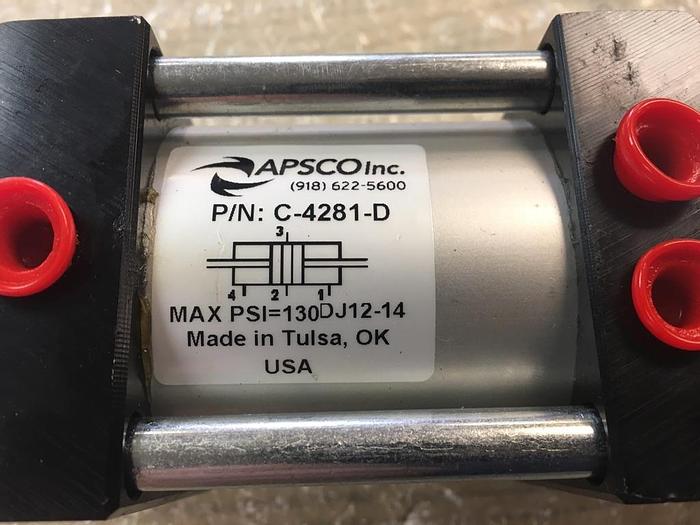 APSCO Inc.
(918) 622-5600
P/N: C-4281-D
3
4 2 1
MAX PSI=130 DJ12-14
Made in Tulsa, OK
USA